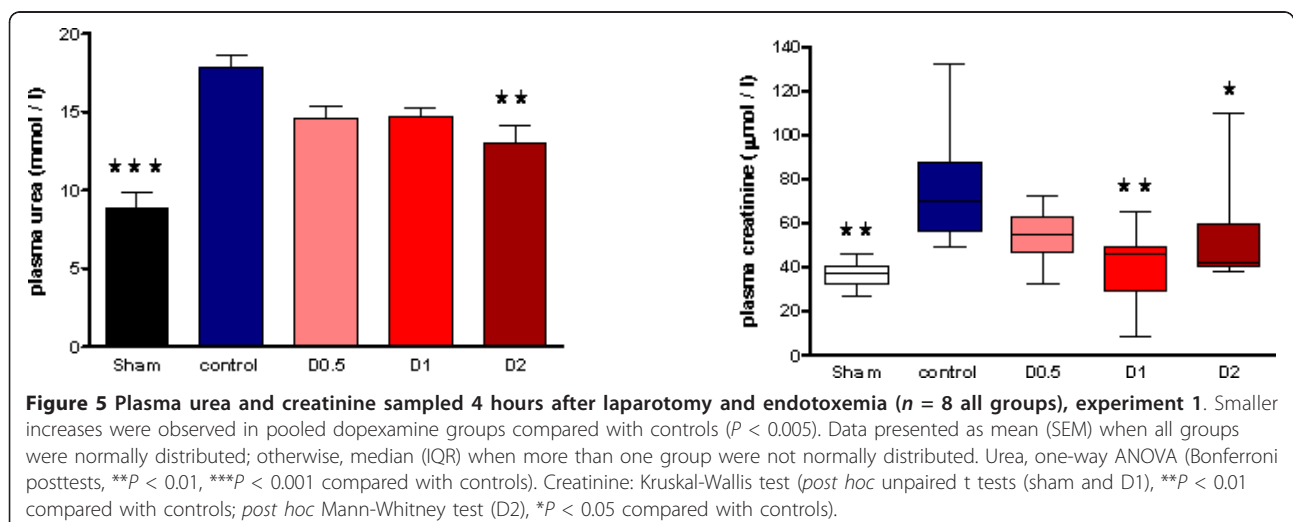 20
15
10
5
0
plasma urea (mmol / l)
★★★
★★
Sham control D0.5 D1 D2
140
120
100
80
60
40
20
0
plasma creatinine (μmol / l)
★★
★★
★
Sham control D0.5 D1 D2
Figure 5 Plasma urea and creatinine sampled 4 hours after laparotomy and endotoxemia (n = 8 all groups), experiment 1. Smaller
increases were observed in pooled dopexamine groups compared with controls (P < 0.005). Data presented as mean (SEM) when all groups
were normally distributed; otherwise, median (IQR) when more than one group were not normally distributed. Urea, one-way ANOVA (Bonferroni
posttests, **P < 0.01, ***P < 0.001 compared with controls). Creatinine: Kruskal-Wallis test (post hoc unpaired t tests (sham and D1), **P < 0.01
compared with controls; post hoc Mann-Whitney test (D2), *P < 0.05 compared with controls).